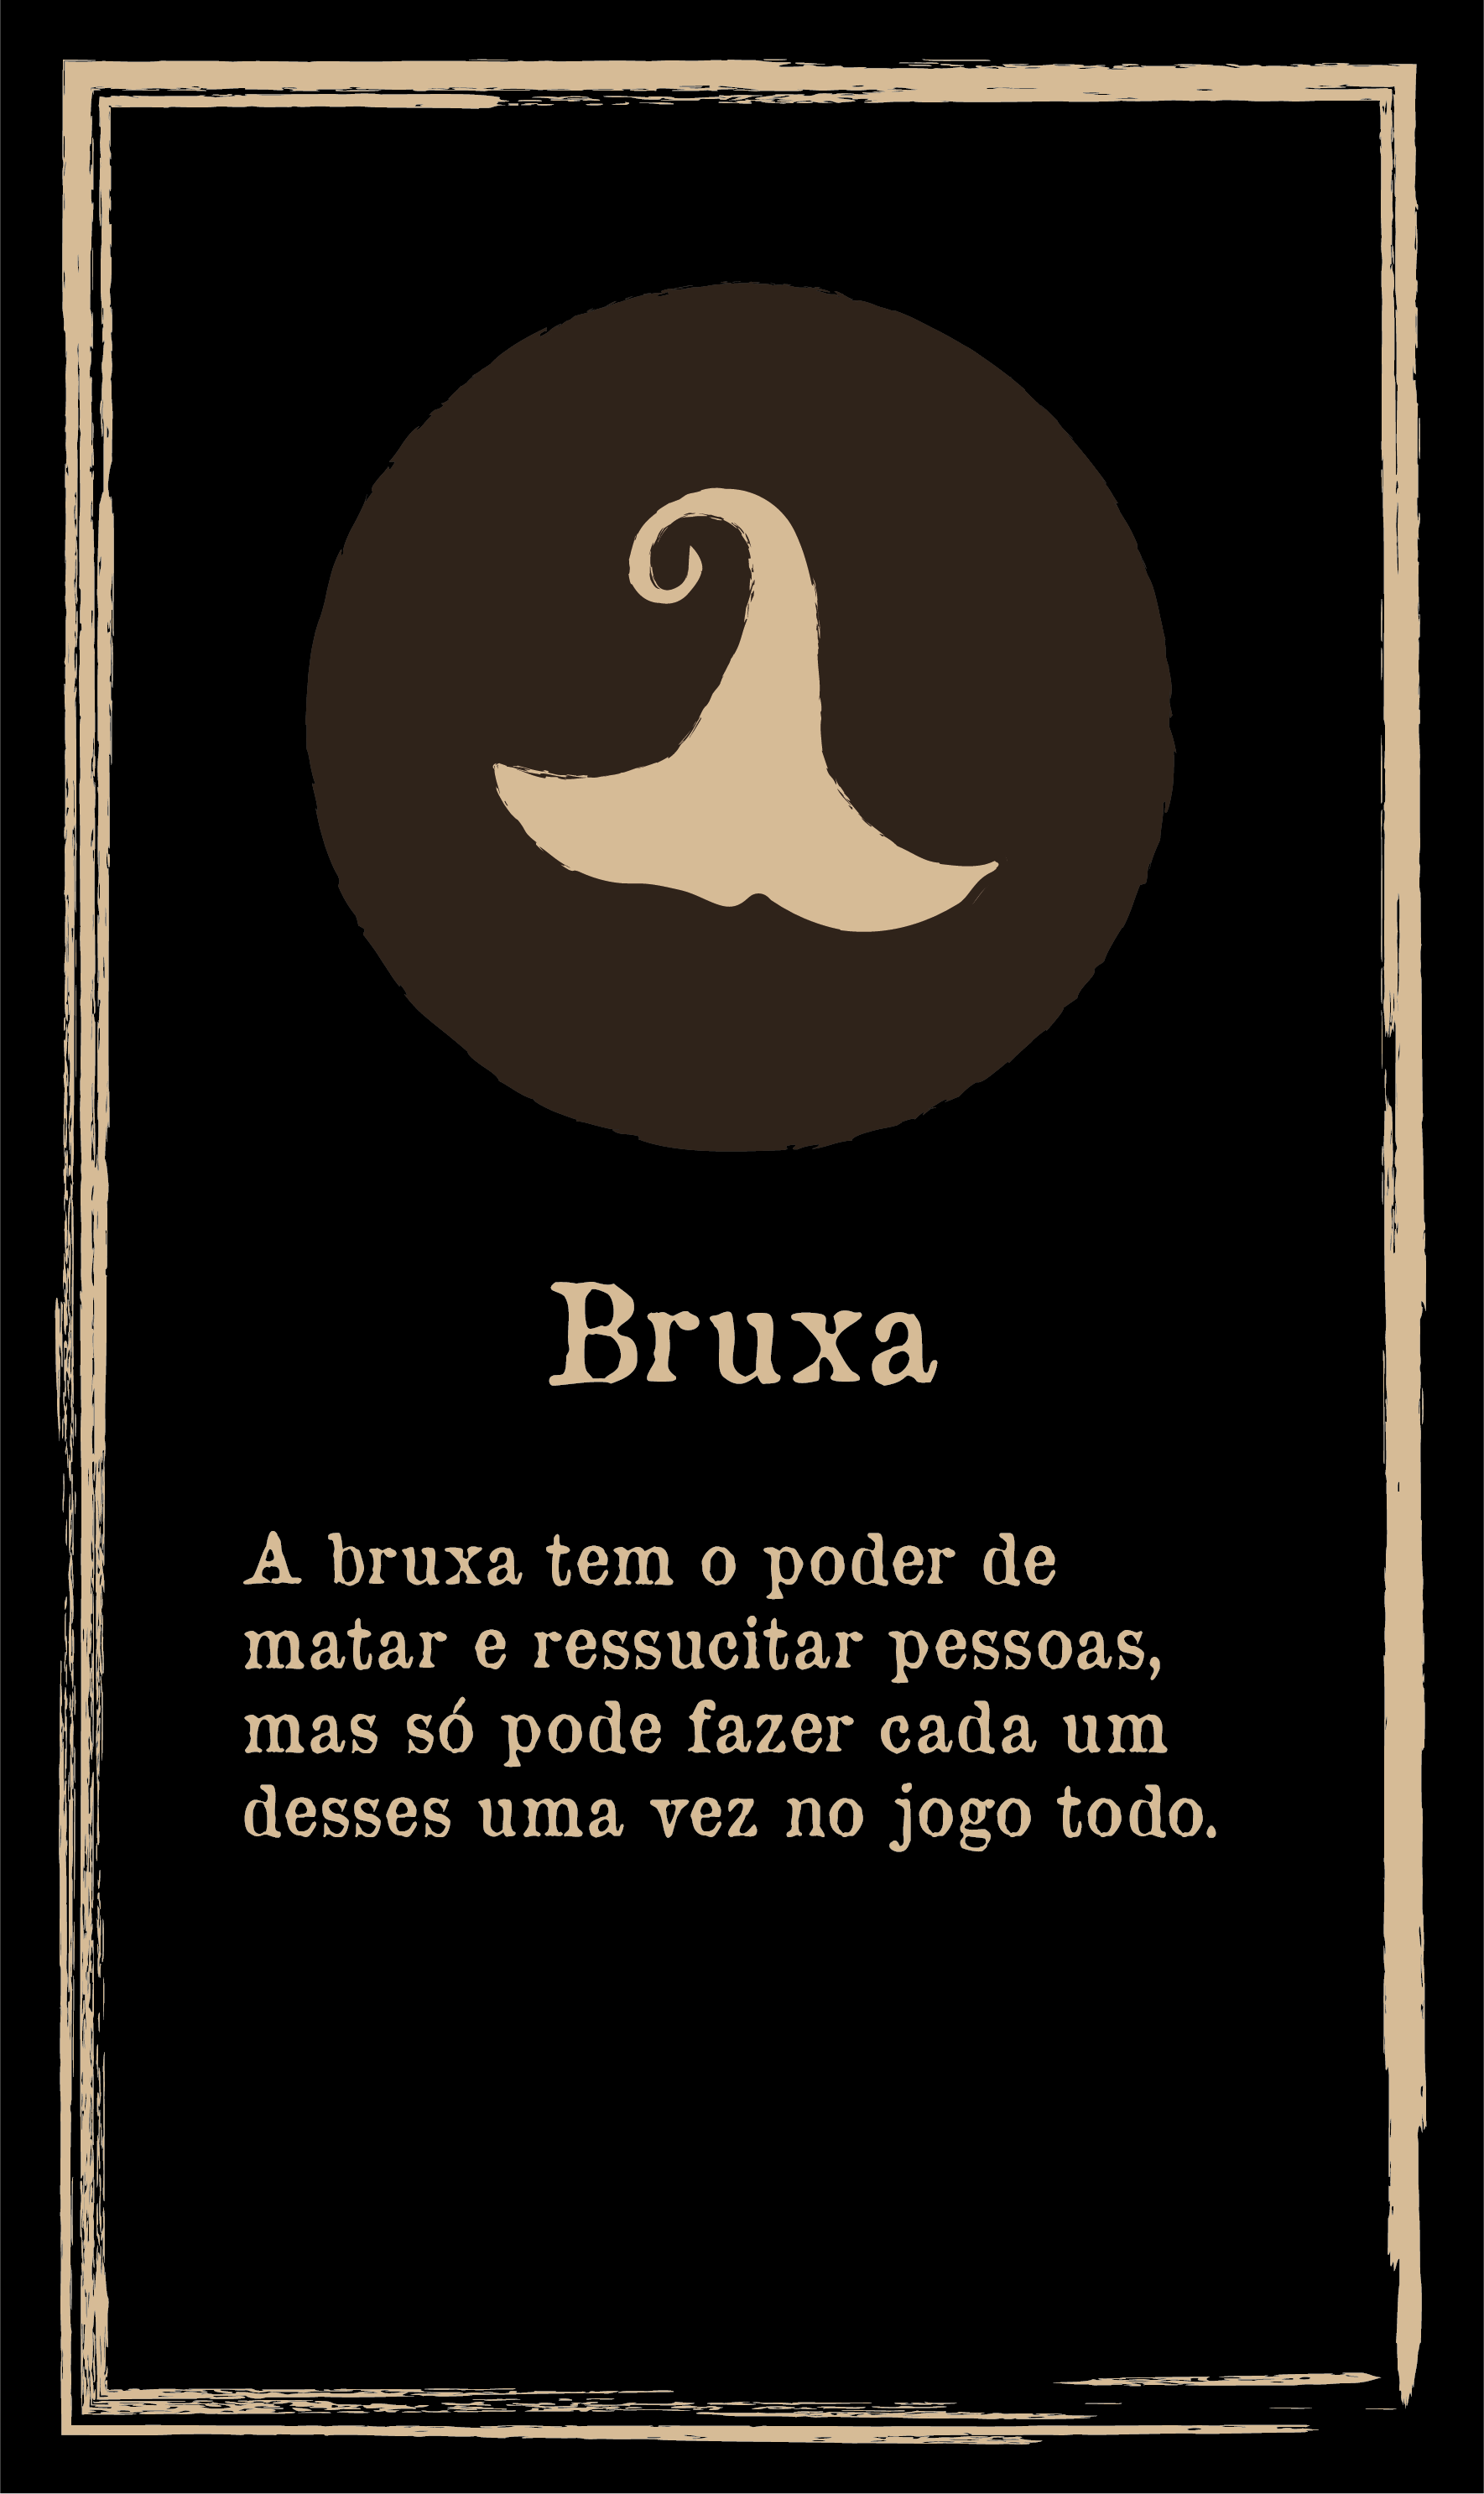 Bruxa
A bruxa tem o poder de
matar e ressucitar pessoas,
mas só pode fazer cada um
desses uma vez no jogo todo.